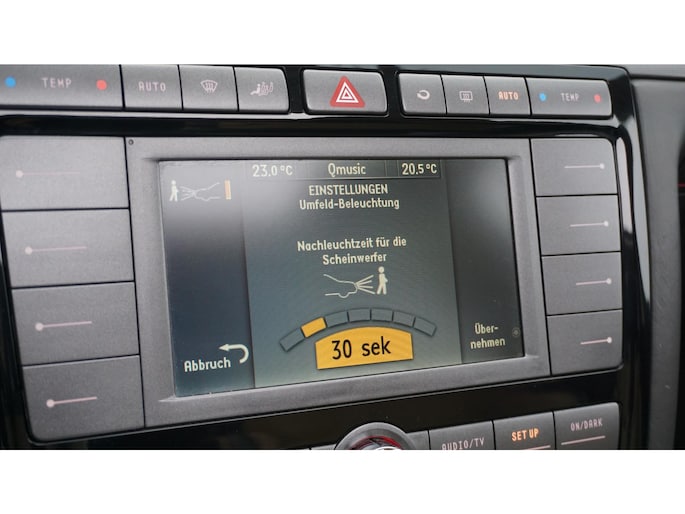 TEMP
AUTO
AUTO
TEMP
23.0 °C
Qmusic
20.5 °C
EINSTELLUNGEN
Umfeld-Beleuchtung
Nachleuchtzeit für die
Scheinwerfer
30 sek
Abbruch
Über-
nehmen
AUDIO/TV
SET UP
ON/DARK